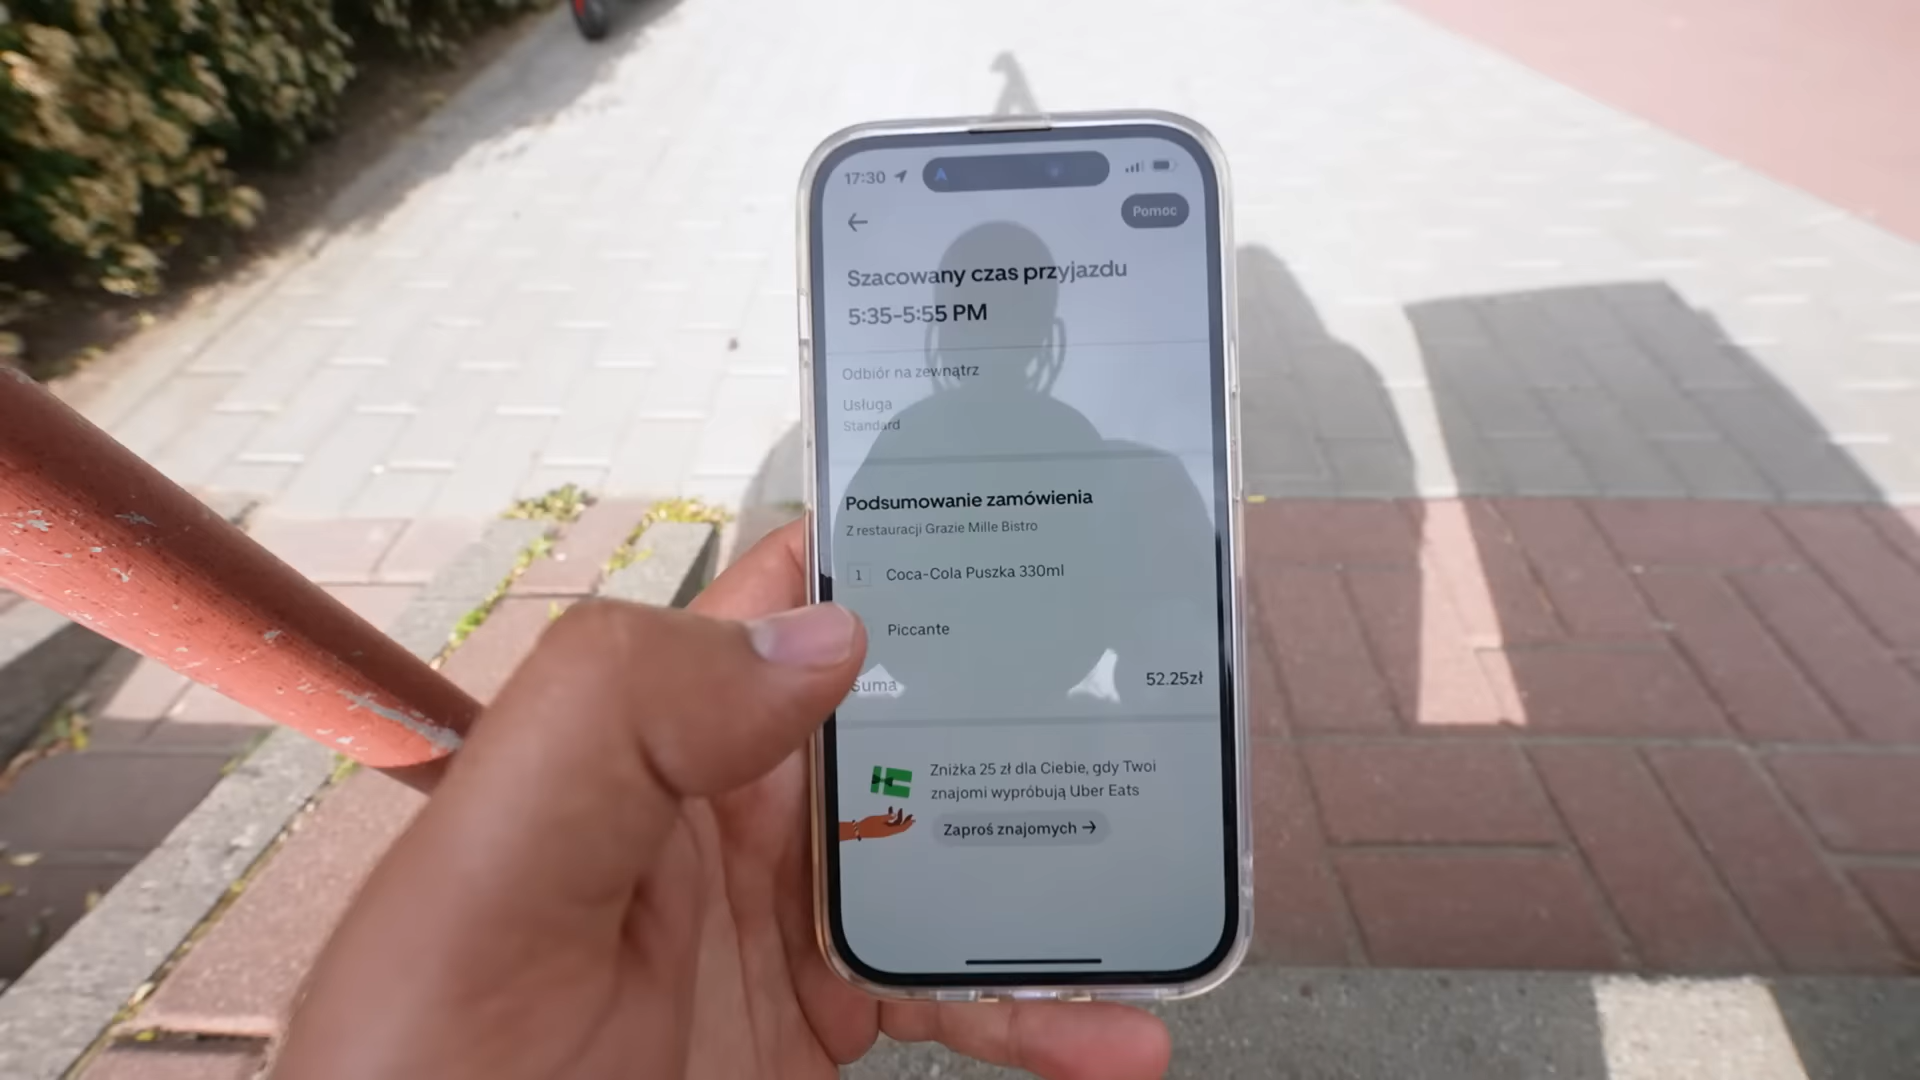 17:30
Pomoc
Szacowany czas przyjazdu
5:35-5:55 PM
Odbiór na zewnątrz
Usługa
Standard
Podsumowanie zamówienia
Z restauracji Grazie Mille Bistro
1 Coca-Cola Puszka 330ml
Piccante
Suma 52.25zł
Zniżka 25 zł dla Ciebie, gdy Twoi
znajomi wypróbują Uber Eats
Zaproś znajomych →